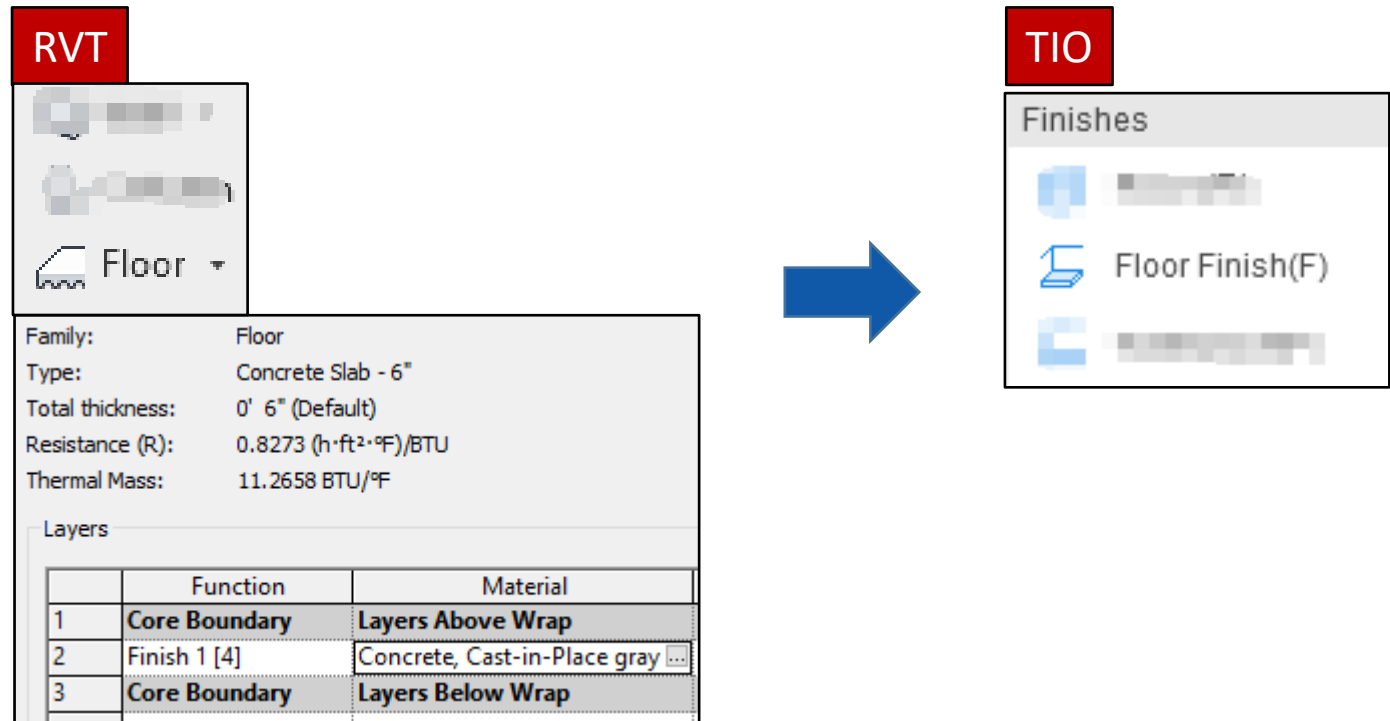 RVT
Floor
Family: Floor
Type: Concrete Slab - 6"
Total thickness: 0' 6" (Default)
Resistance (R): 0.8273 (h·ft²·°F)/BTU
Thermal Mass: 11.2658 BTU/°F
Layers
Function Material
1 Core Boundary Layers Above Wrap
2 Finish 1 [4] Concrete, Cast-in-Place gray ...
3 Core Boundary Layers Below Wrap
TIO
Finishes
Floor Finish(F)